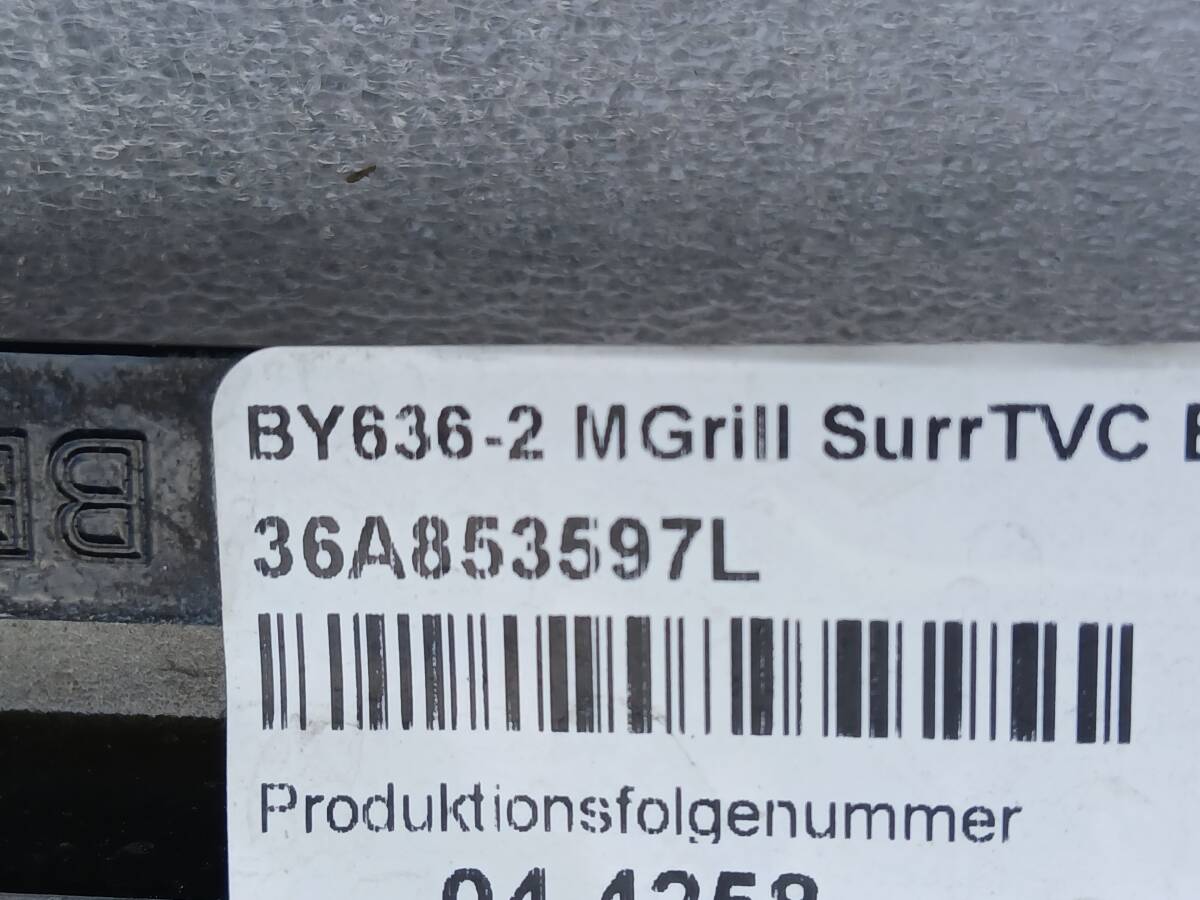 BY636-2 MGrill SurrTVC
36A853597L
Produktionsfolgenummer